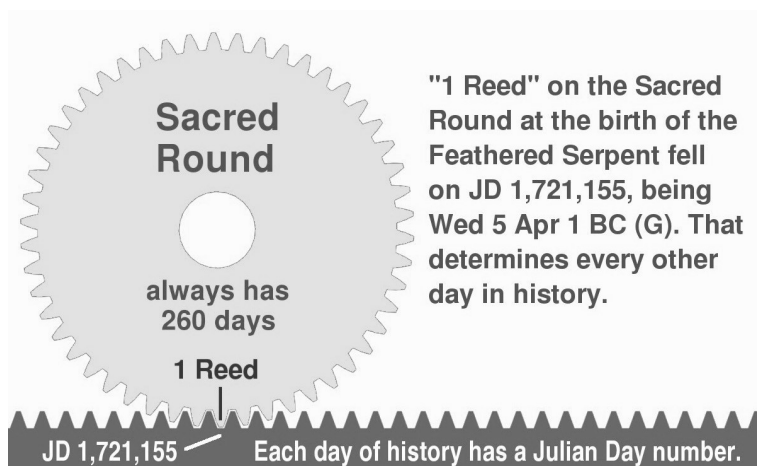 Sacred
Round
always has
260 days
1 Reed
"1 Reed" on the Sacred
Round at the birth of the
Feathered Serpent fell
on JD 1,721,155, being
Wed 5 Apr 1 BC (G). That
determines every other
day in history.
JD 1,721,155
Each day of history has a Julian Day number.